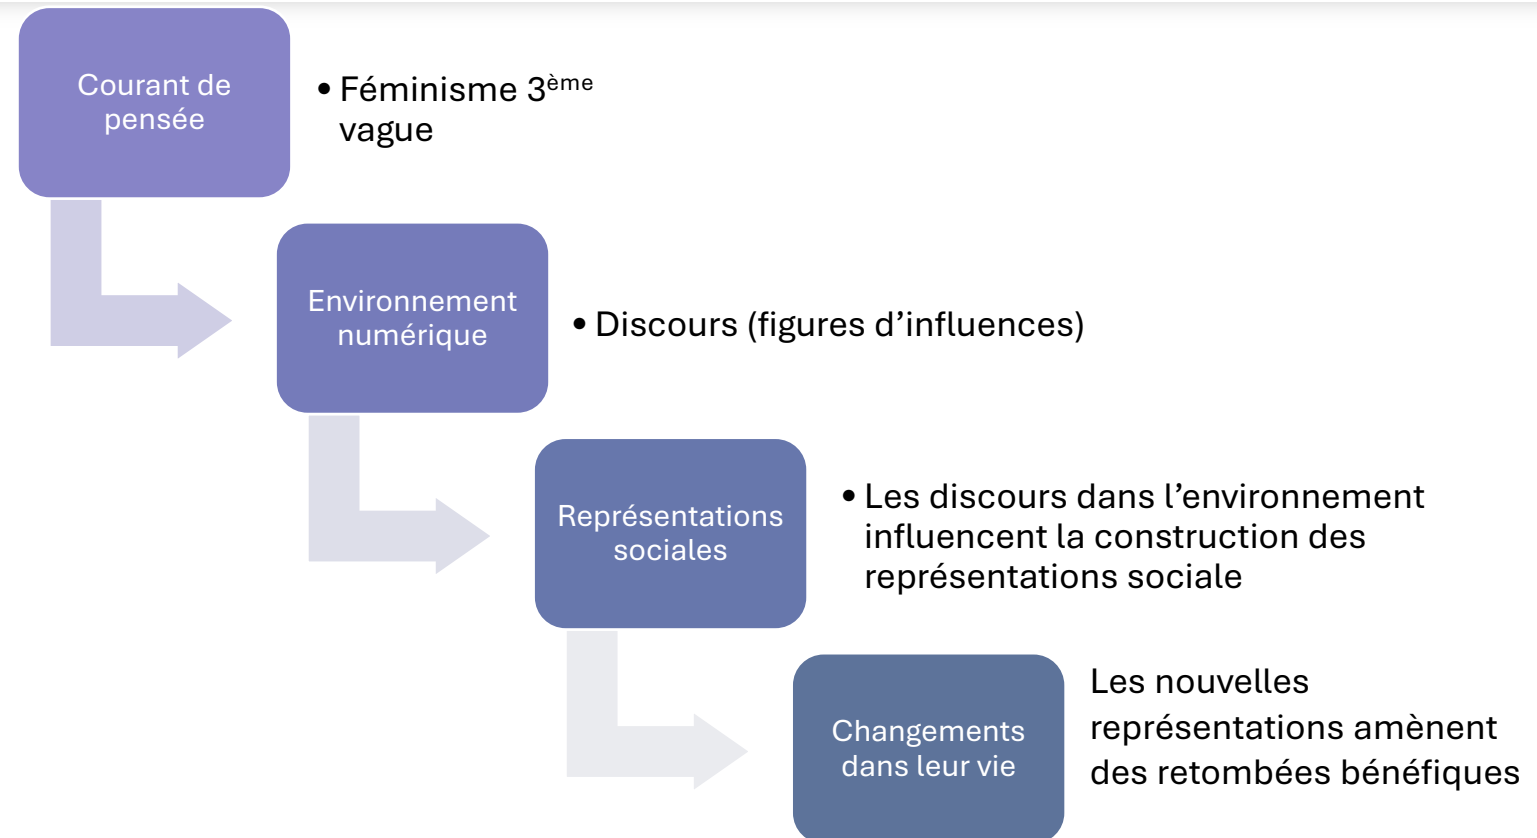 Courant de
pensée
• Féminisme 3ème
vague
Environnement
numérique
• Discours (figures d’influences)
Représentations
sociales
• Les discours dans l’environnement
influencent la construction des
représentations sociale
Changements
dans leur vie
Les nouvelles
représentations amènent
des retombées bénéfiques